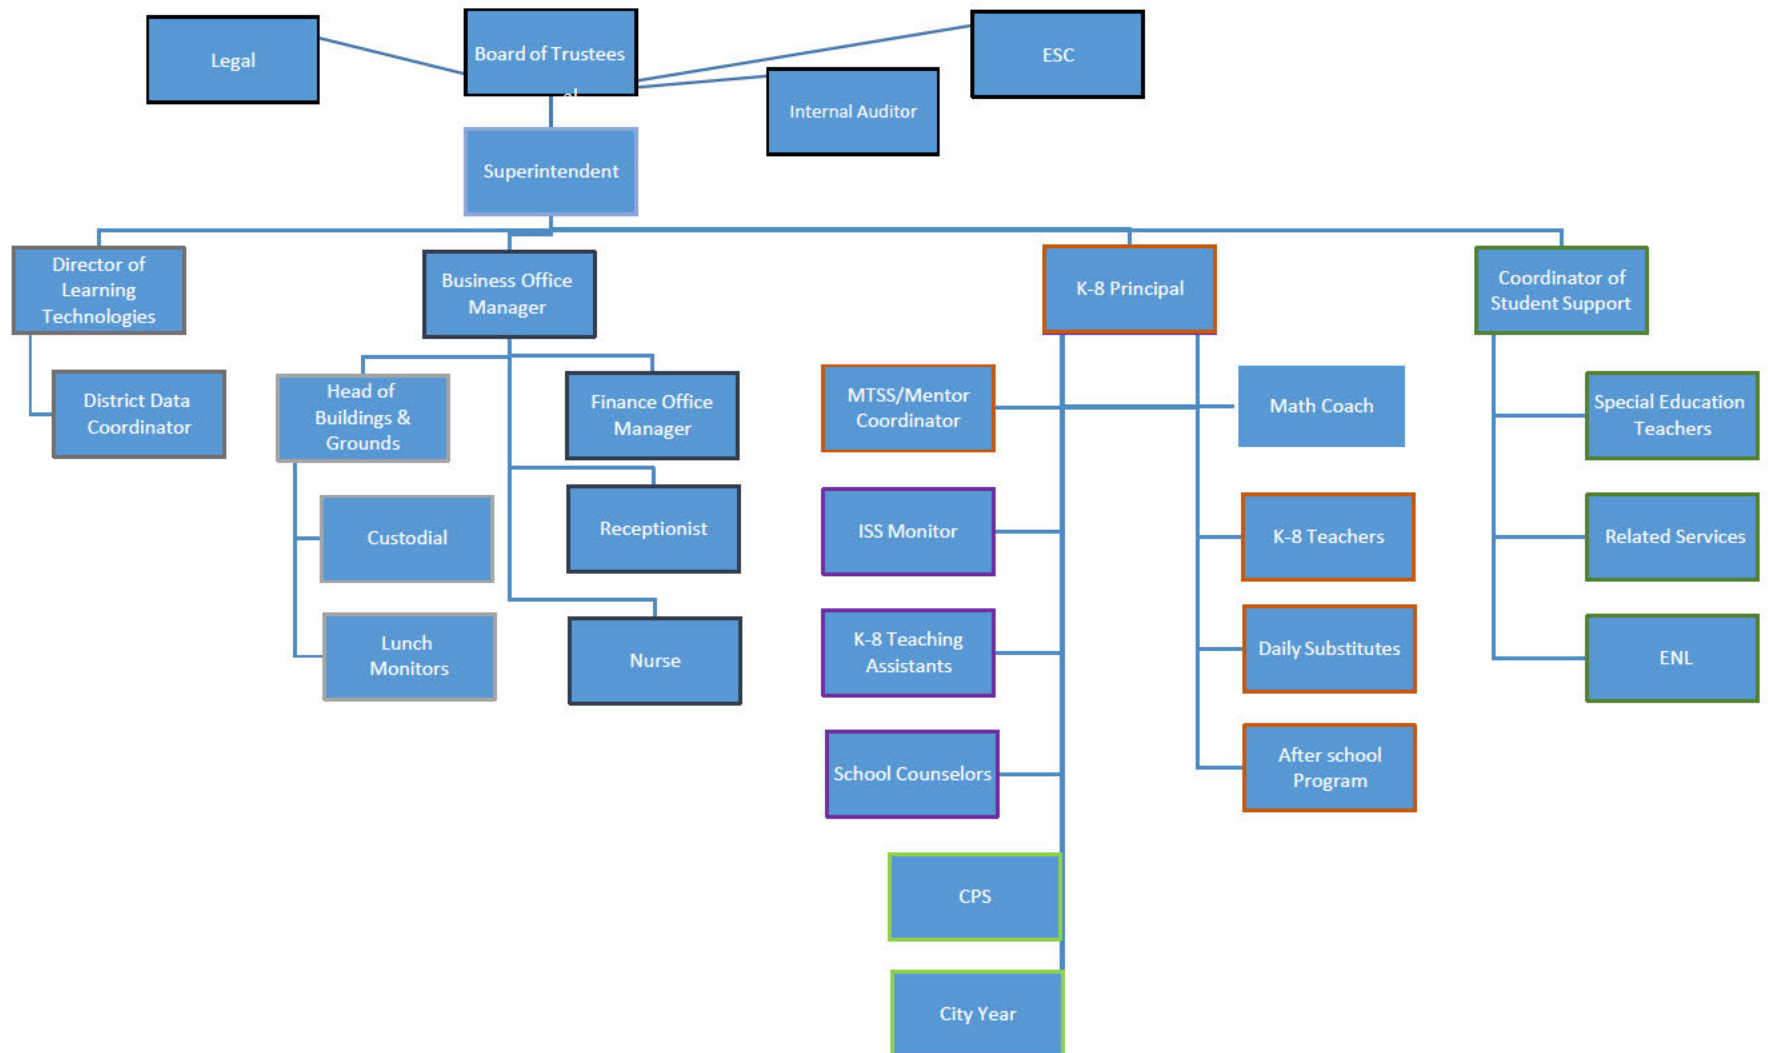 Legal
Board of Trustees
ESC
Internal Auditor
Superintendent
Director of
Learning
Technologies
Business Office
Manager
K-8 Principal
Coordinator of
Student Support
District Data
Coordinator
Head of
Buildings &
Grounds
Finance Office
Manager
MTSS/Mentor
Coordinator
Math Coach
Special Education
Teachers
Custodial
Receptionist
ISS Monitor
K-8 Teachers
Related Services
Lunch
Monitors
Nurse
K-8 Teaching
Assistants
Daily Substitutes
ENL
School Counselors
After school
Program
CPS
City Year